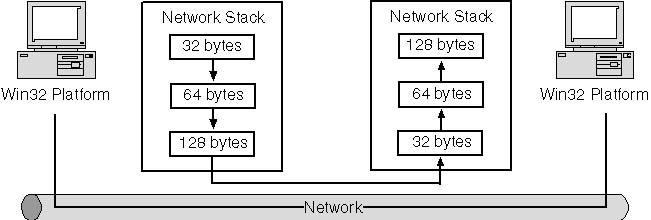 Network Stack
32 bytes
64 bytes
128 bytes
Network Stack
128 bytes
64 bytes
32 bytes
Win32 Platform
Win32 Platform
Network